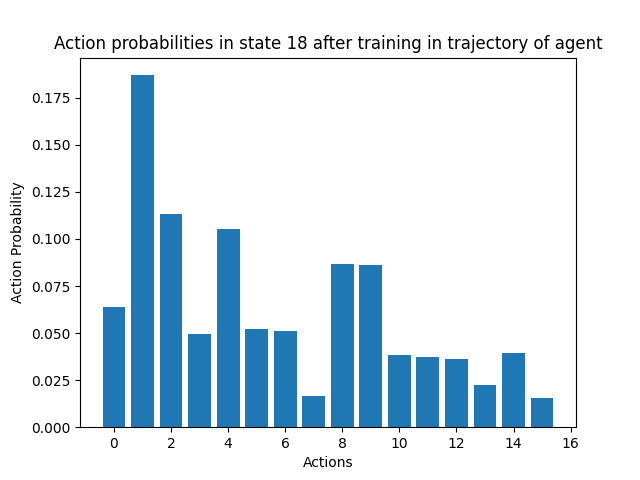 Action probabilities in state 18 after training in trajectory of agent
0.175
0.150
0.125
0.100
0.075
0.050
0.025
0.000
Action Probability
0 2 4 6 8 10 12 14 16
Actions